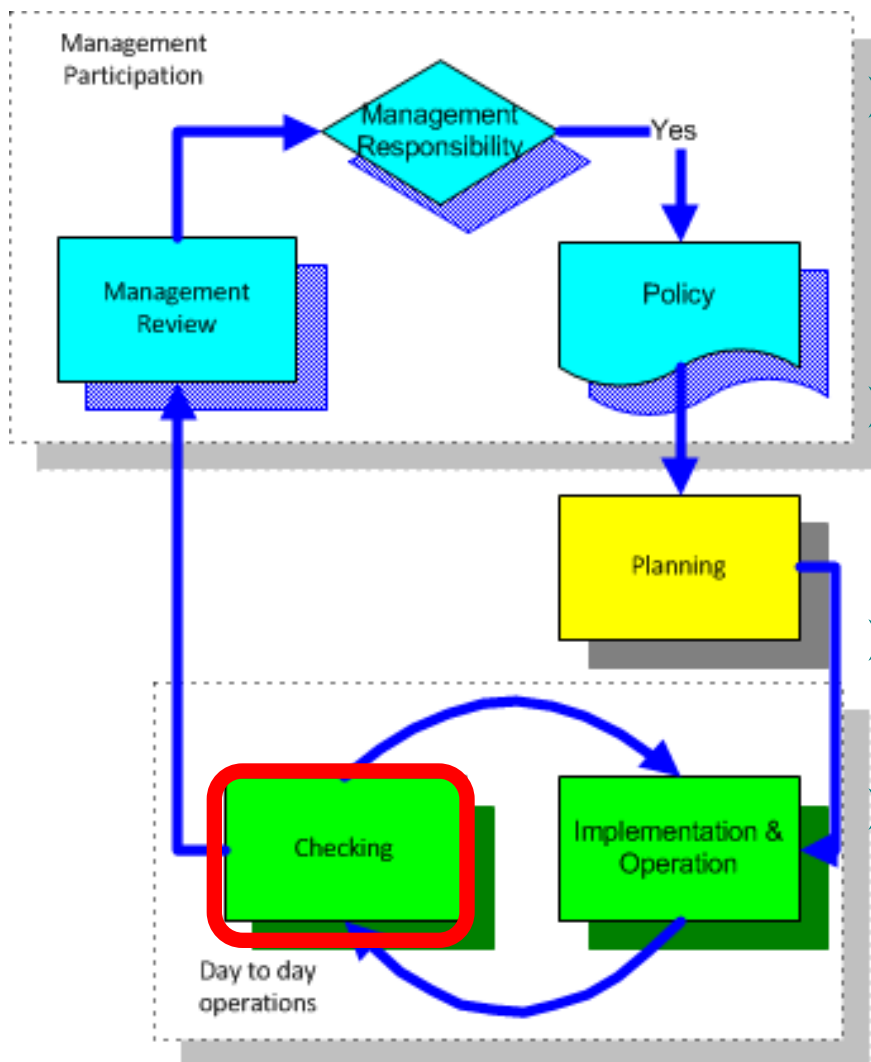 Management
Participation
Management
Responsibility
Yes
Management
Review
Policy
Planning
Checking
Implementation &
Operation
Day to day
operations